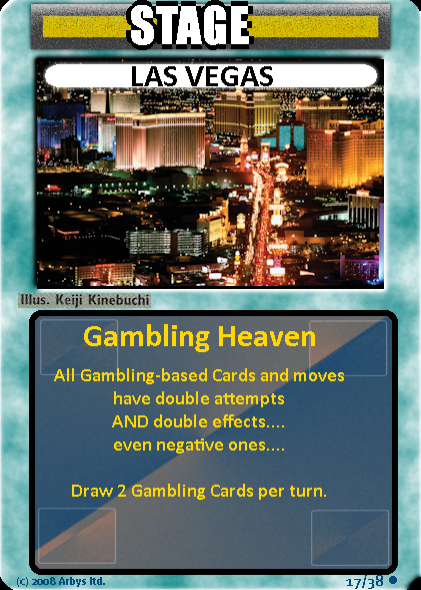 STAGE
LAS VEGAS
Illus. Keiji Kinebuchi
Gambling Heaven
All Gambling-based Cards and moves
have double attempts
AND double effects....
even negative ones....
Draw 2 Gambling Cards per turn.
(c) 2008 Arbys ltd.
17/38